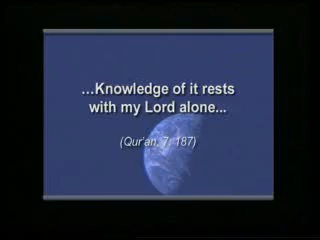 ...Knowledge of it rests
with my Lord alone...
(Qur'an, 7: 187)